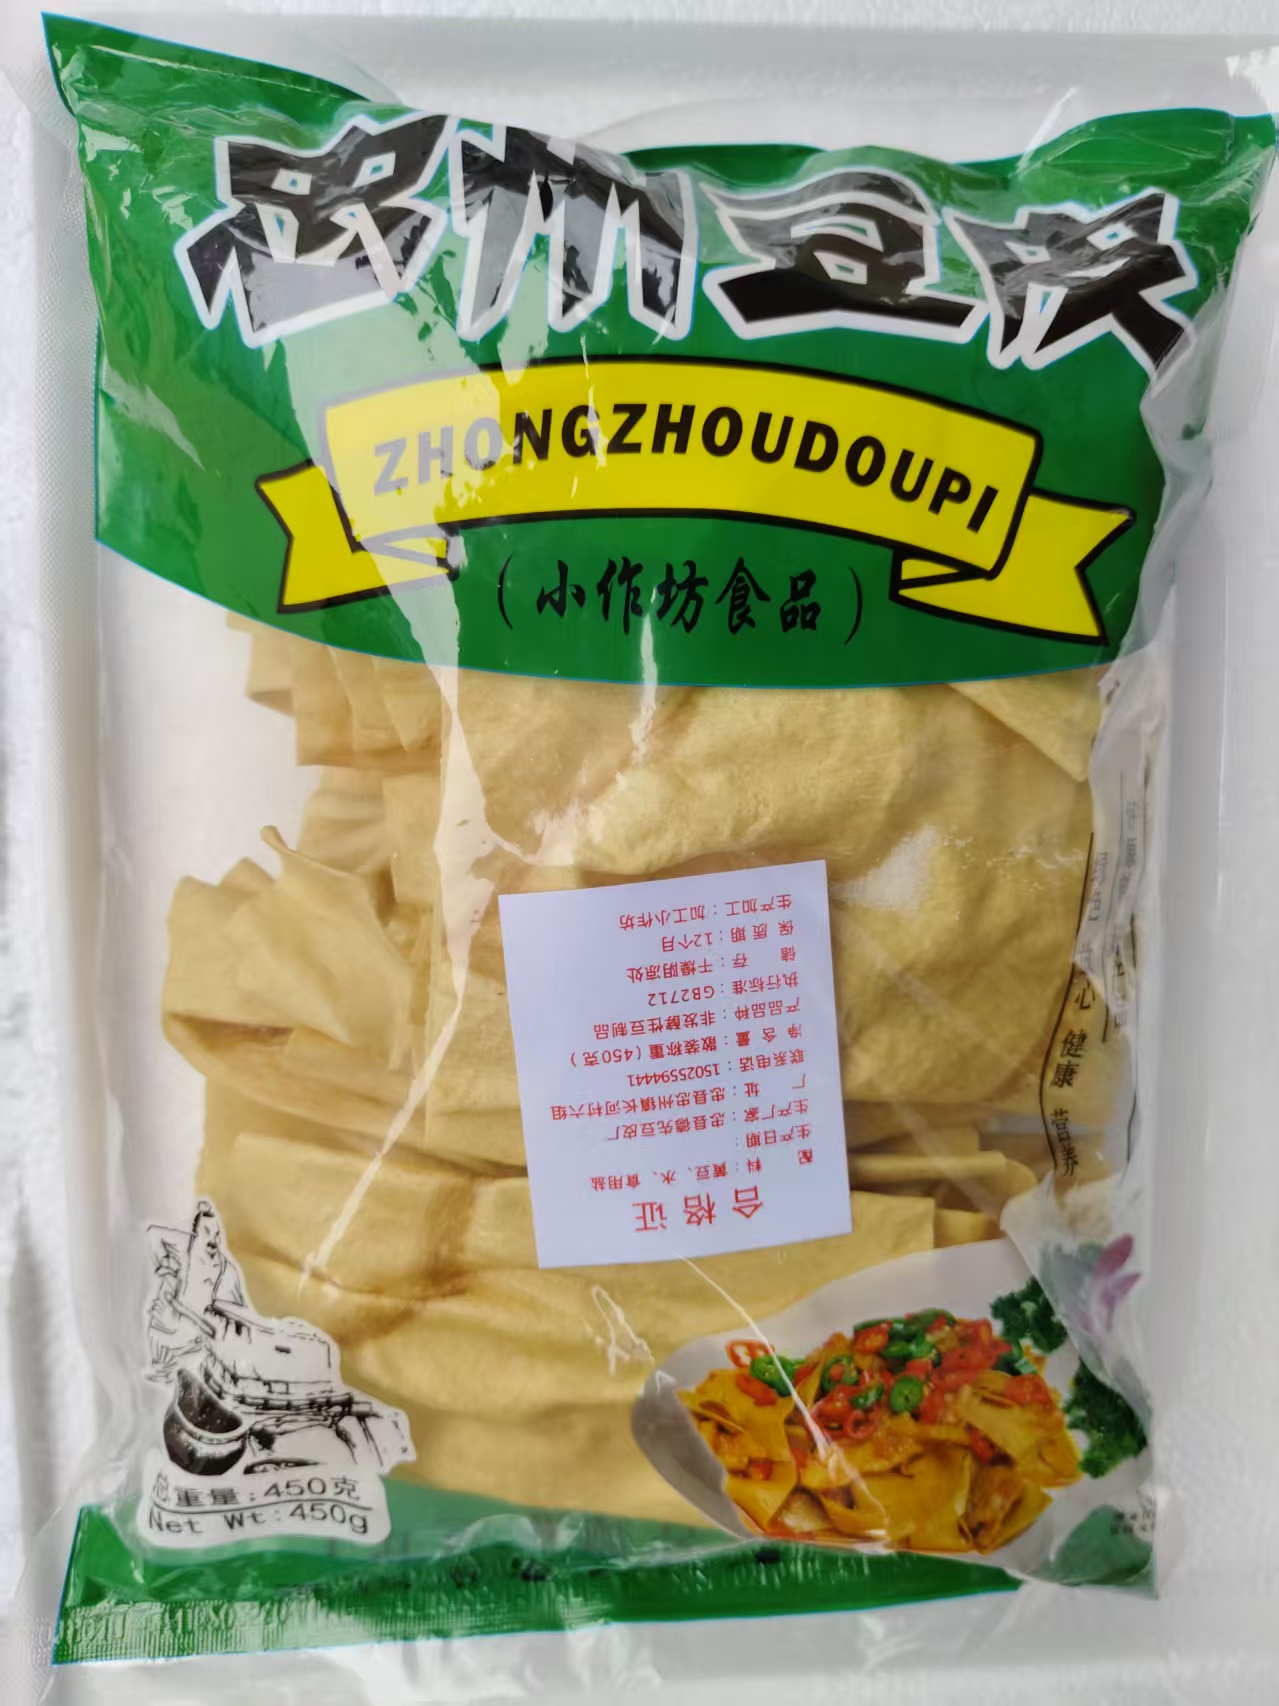 忠州豆皮
ZHONGZHOUDOUPI
(小作坊食品)
合格证
配 料：黄豆、水、食用盐
生产日期：
生产厂家：忠县德先豆皮厂
厂 址：忠县忠州镇长河村六组
联系电话：15025594441
净含量：散装称重(450克)
产品品种：非发酵性豆制品
执行标准：GB2712
储 存：干燥阴凉处
保质期：12个月
生产加工：加工小作坊
心 健康 营养
总重量：450克
Net Wt:450g